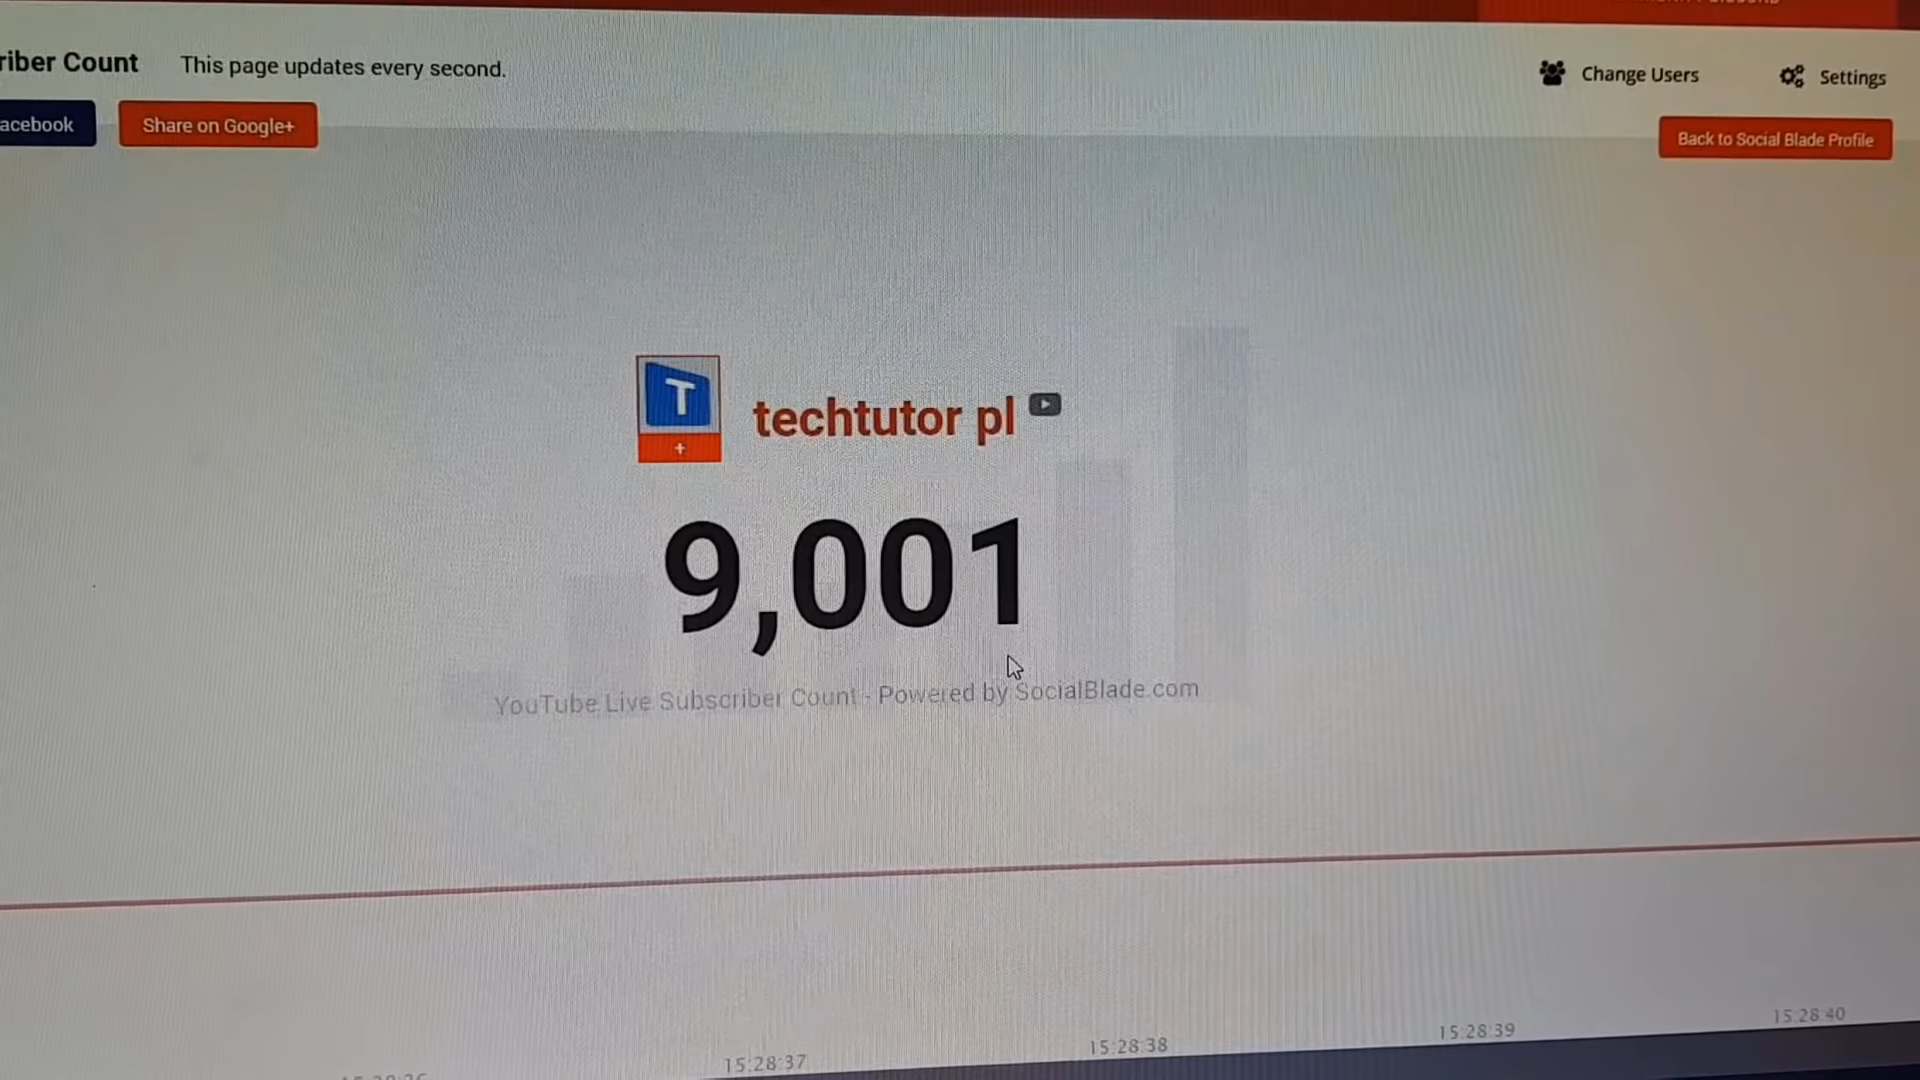 riber Count This page updates every second.
Change Users Settings
acebook Share on Google+
Back to Social Blade Profile
T
+
techtutor pl
9,001
YouTube Live Subscriber Count - Powered by SocialBlade.com
15:28:37 15:28:38 15:28:39 15:28:40